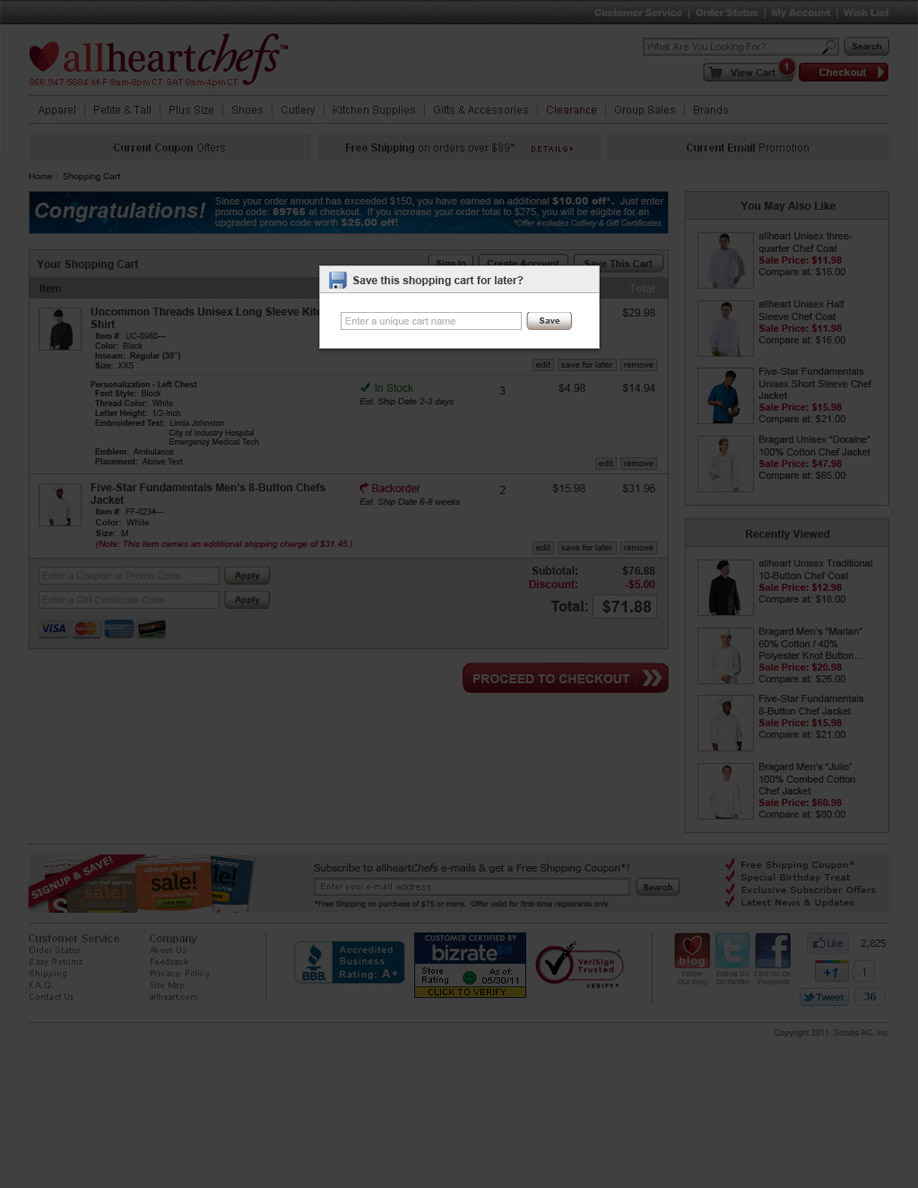 Customer Service | Order Status | My Account | Wish List
allheartchefs™
866.947.5684 M-F 8am-8pm CT·SAT 8am-4pm CT
What Are You Looking For?
Search
View Cart
1
Checkout
Apparel | Petite & Tall | Plus Size | Shoes | Cutlery | Kitchen Supplies | Gifts & Accessories | Clearance | Group Sales | Brands
Current Coupon Offers
Free Shipping on orders over $89* DETAILS
Current Email Promotion
Home > Shopping Cart
Congratulations!
Since your order amount has exceeded $150, you have earned an additional $10.00 off*. Just enter
promo code: 89766 at checkout. If you increase your order total to $275, you will be eligible for an
upgraded promo code worth $25.00 off!
*Offer excludes Cutlery & Gift Certificates.
Your Shopping Cart
Sign In
Create Account
Save This Cart
Item
Total
Save this shopping cart for later?
Enter a unique cart name
Save
Uncommon Threads Unisex Long Sleeve Kitc
Shirt
Item #: UC-0980—
Color: Black
Inseam: Regular (30")
Size: XXS
$29.98
edit
save for later
remove
Personalization - Left Chest
Font Style: Block
Thread Color: White
Letter Height: 1/2-Inch
Embroidered Text: Linda Johnston
City of Industry Hospital
Emergency Medical Tech
Emblem: Ambulance
Placement: Above Text
In Stock
Est. Ship Date 2-3 days
3
$4.98
$14.94
edit
remove
Five-Star Fundamentals Men's 8-Button Chefs
Jacket
Item #: FF-0234—
Color: White
Size: M
(Note: This item carries an additional shipping charge of $31.45.)
Backorder
Est. Ship Date 6-8 weeks
2
$15.98
$31.96
edit
save for later
remove
Enter a Coupon or Promo Code
Apply
Enter a Gift Certificate Code
Apply
VISA
Subtotal: $76.88
Discount: -$5.00
Total: $71.88
PROCEED TO CHECKOUT
You May Also Like
allheart Unisex three-
quarter Chef Coat
Sale Price: $11.98
Compare at: $16.00
allheart Unisex Half
Sleeve Chef Coat
Sale Price: $11.98
Compare at: $16.00
Five-Star Fundamentals
Unisex Short Sleeve Chef
Jacket
Sale Price: $15.98
Compare at: $21.00
Bragard Unisex "Doraine"
100% Cotton Chef Jacket
Sale Price: $47.98
Compare at: $65.00
Recently Viewed
allheart Unisex Traditional
10-Button Chef Coat
Sale Price: $12.98
Compare at: $18.00
Bragard Men's "Marlan"
60% Cotton / 40%
Polyester Knot Button...
Sale Price: $20.98
Compare at: $26.00
Five-Star Fundamentals
8-Button Chef Jacket
Sale Price: $15.98
Compare at: $21.00
Bragard Men's "Julio"
100% Combed Cotton
Chef Jacket
Sale Price: $60.98
Compare at: $80.00
SIGNUP & SAVE!
sale!
sale!
Subscribe to allheartChefs e-mails & get a Free Shipping Coupon*!
Enter your e-mail address
Search
*Free Shipping on purchase of $75 or more. Offer valid for first-time registrants only.
Free Shipping Coupon*
Special Birthday Treat
Exclusive Subscriber Offers
Latest News & Updates
Customer Service
Order Status
Easy Returns
Shipping
F.A.Q.
Contact Us
Company
About Us
Feedback
Privacy Policy
Site Map
allheart.com
BBB.
Accredited
Business
Rating: A+
CUSTOMER CERTIFIED BY
bizrate
Store
Rating
As of:
05/30/11
CLICK TO VERIFY
VeriSign
Trusted
VERIFY
blog
Follow
Our Blog
Follow Us
On Twitter
Find Us On
Facebook
Like
2,825
+1
1
Tweet
36
Copyright 2011. Scrubs AC, Inc.